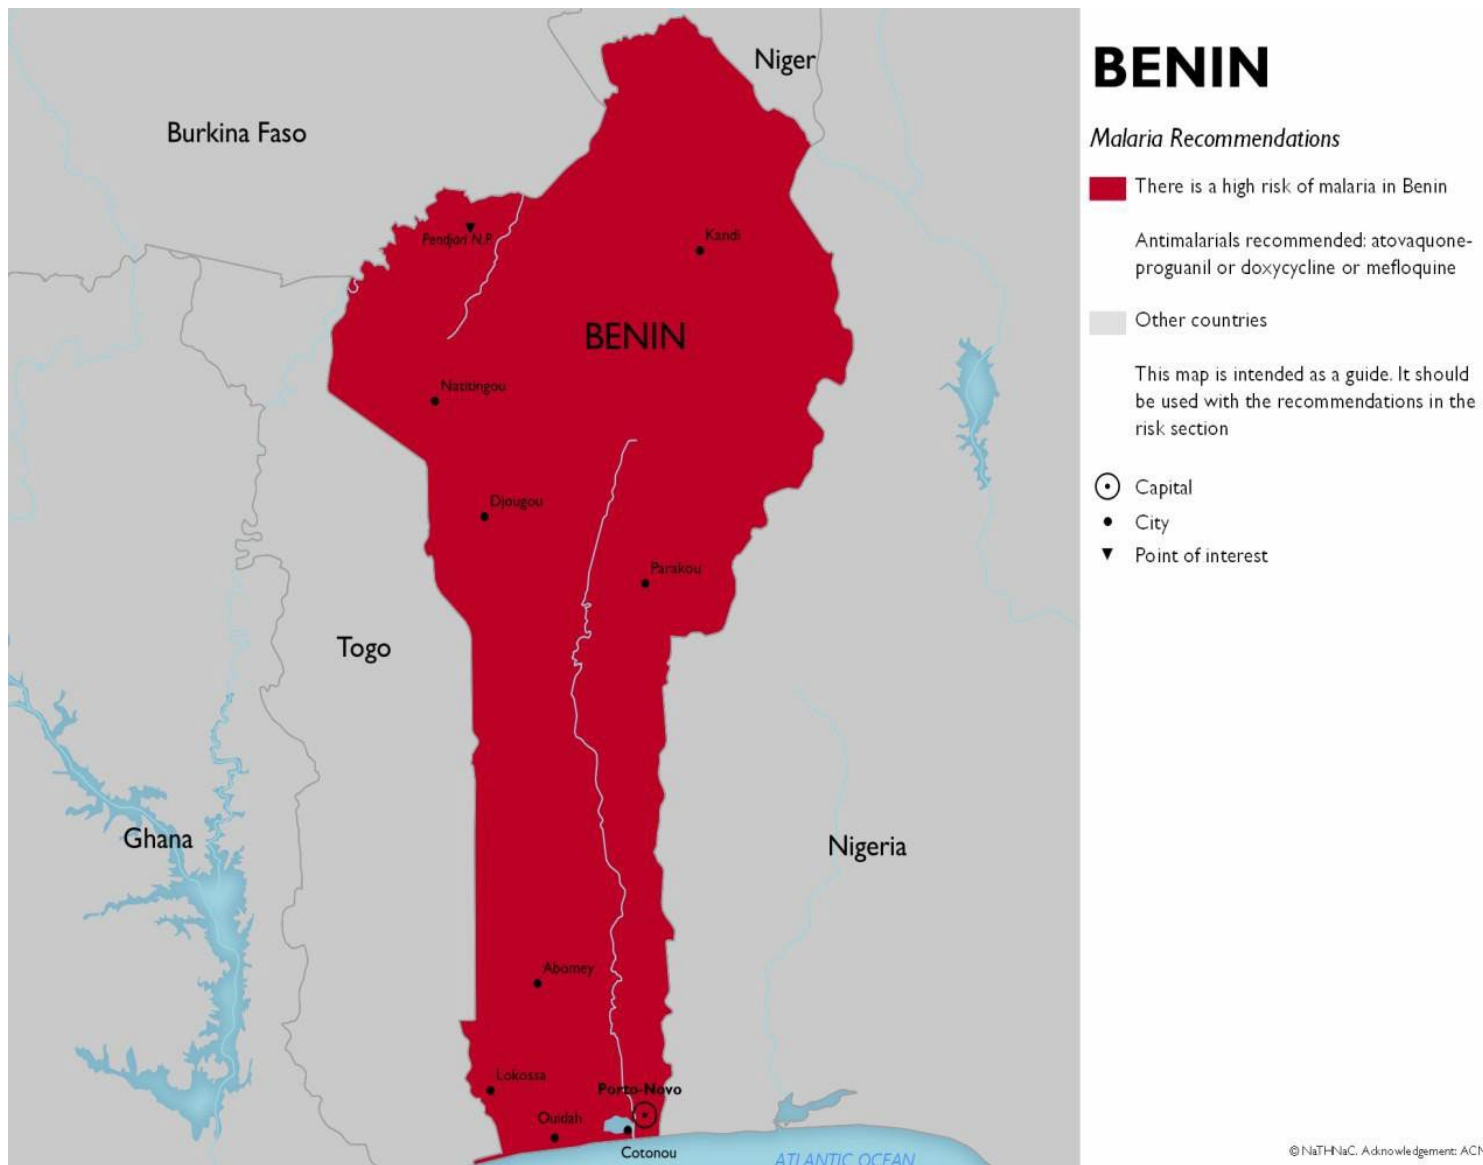 BENIN
Malaria Recommendations
There is a high risk of malaria in Benin
Antimalarials recommended: atovaquone-
proguanil or doxycycline or mefloquine
Other countries
This map is intended as a guide. It should
be used with the recommendations in the
risk section
Capital
City
Point of interest
Niger
Burkina Faso
Pendjari N.P.
Kandi
BENIN
Natitingou
Djougou
Parakou
Togo
Ghana
Nigeria
Abomey
Lokossa
Porto-Novo
Ouidah
Cotonou
ATLANTIC OCEAN
© NaTHNaC. Acknowledgement: